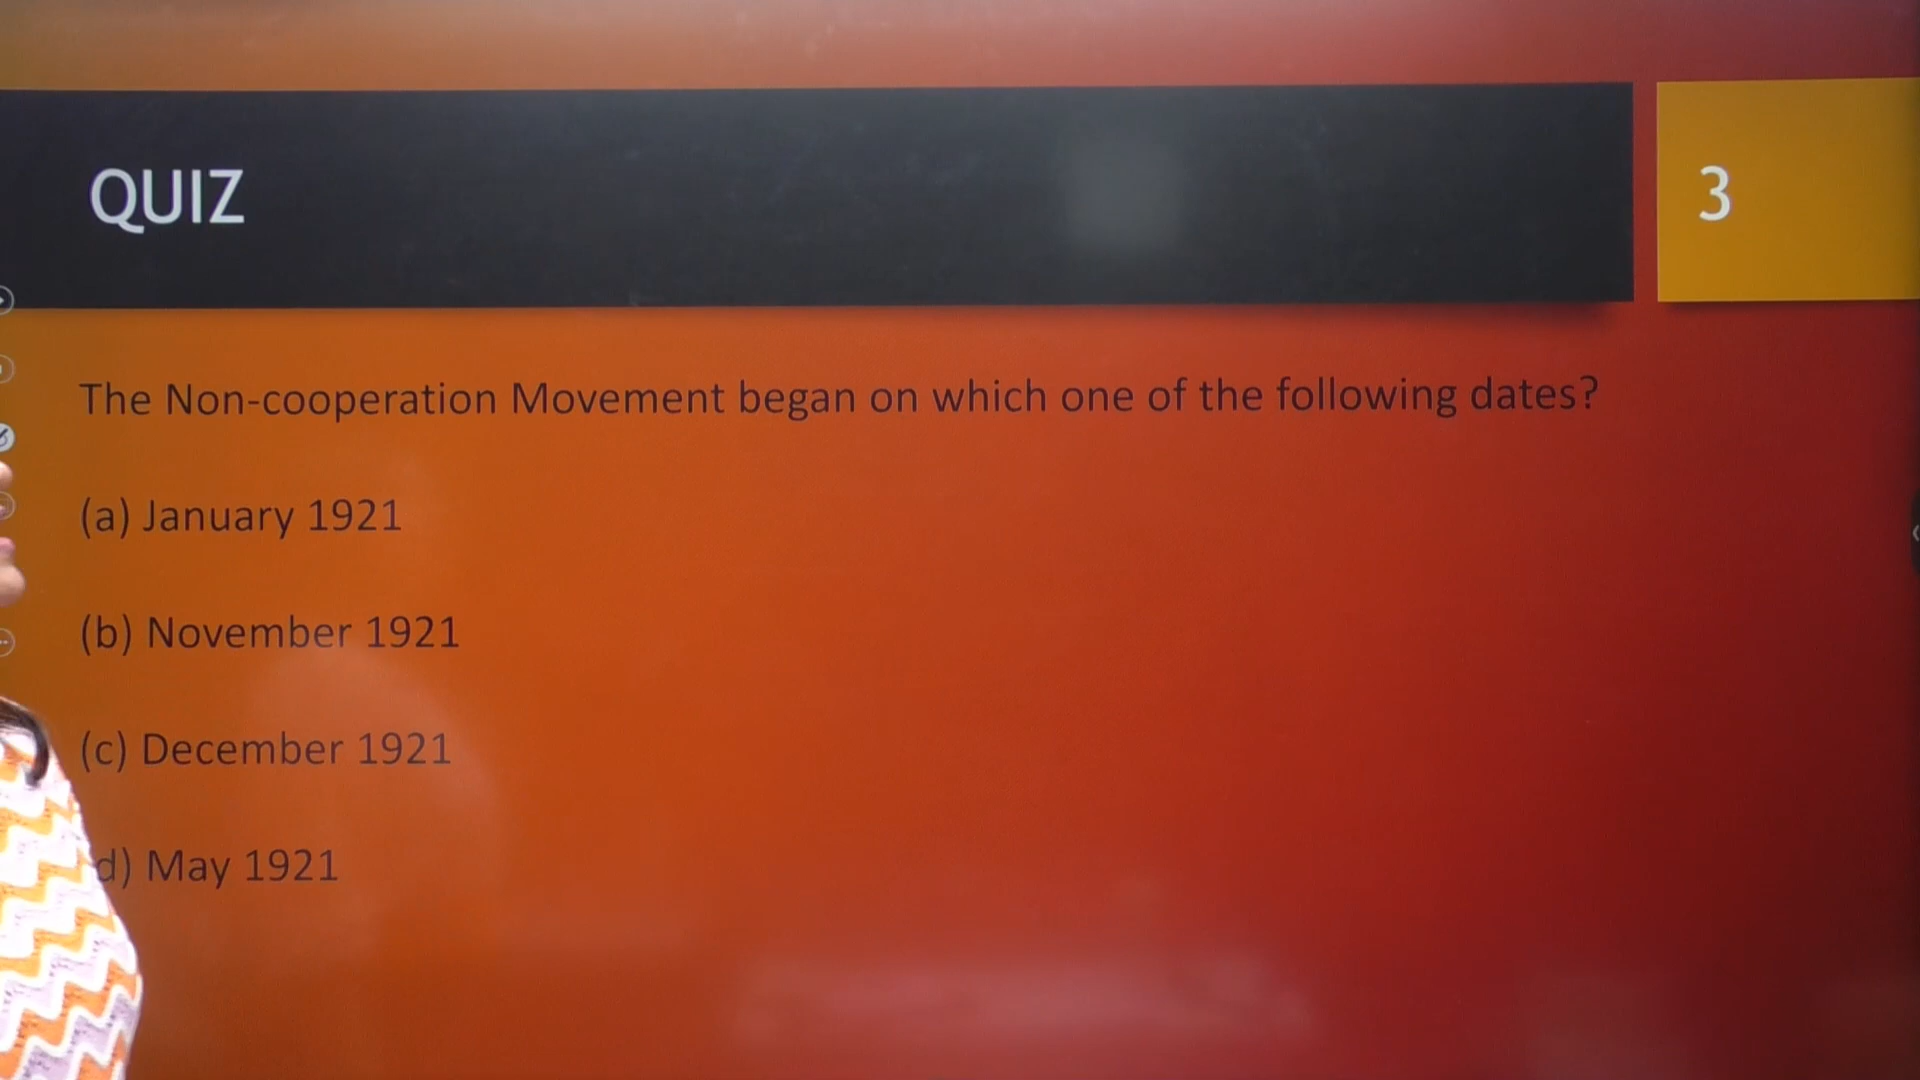 QUIZ
3
The Non-cooperation Movement began on which one of the following dates?
(a) January 1921
(b) November 1921
(c) December 1921
d) May 1921